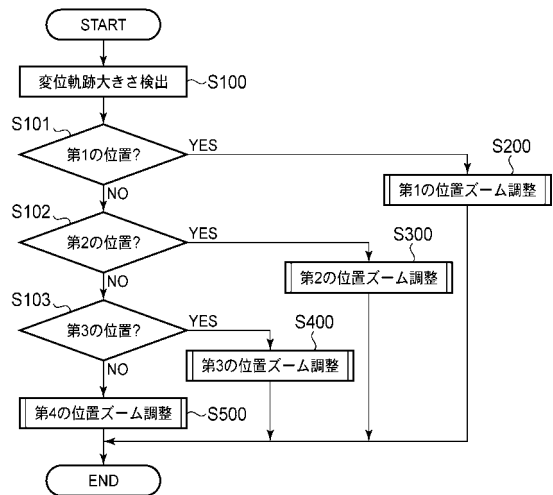 START
変位軌跡大きさ検出
S100
S101
第1の位置?
YES
NO
S200
第1の位置ズーム調整
S102
第2の位置?
YES
NO
S300
第2の位置ズーム調整
S103
第3の位置?
YES
NO
S400
第3の位置ズーム調整
第4の位置ズーム調整
S500
END